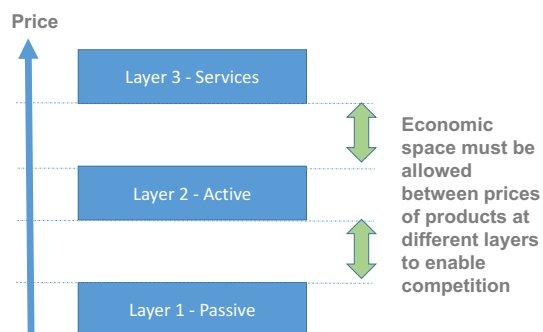 Price
Layer 3 - Services
Layer 2 - Active
Layer 1 - Passive
Economic
space must be
allowed
between prices
of products at
different layers
to enable
competition